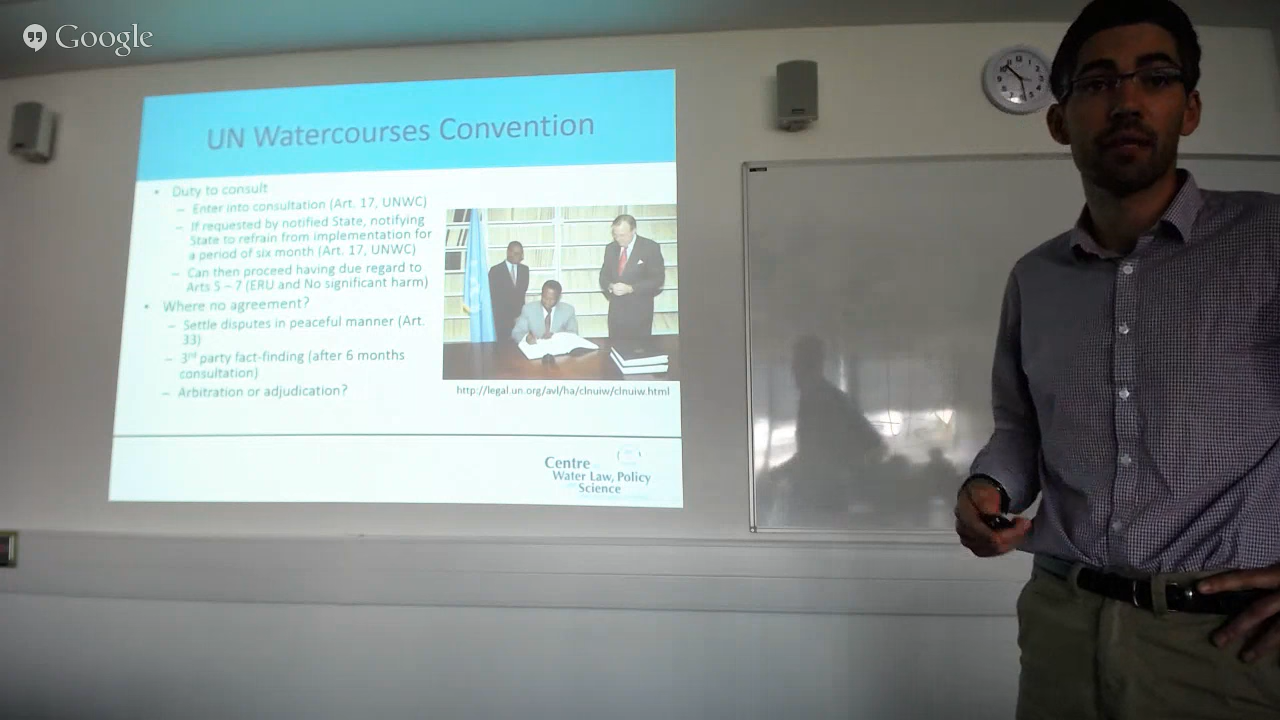 Google
UN Watercourses Convention
• Duty to consult
– Enter into consultation (Art. 17, UNWC)
– If requested by notified State, notifying
State to refrain from implementation for
a period of six month (Art. 17, UNWC)
– Can then proceed having due regard to
Arts 5 – 7 (ERU and No significant harm)
• Where no agreement?
– Settle disputes in peaceful manner (Art.
33)
– 3rd party fact-finding (after 6 months
consultation)
– Arbitration or adjudication?
http://legal.un.org/avl/ha/clnuiw/clnuiw.html
Centre
Water Law, Policy
Science